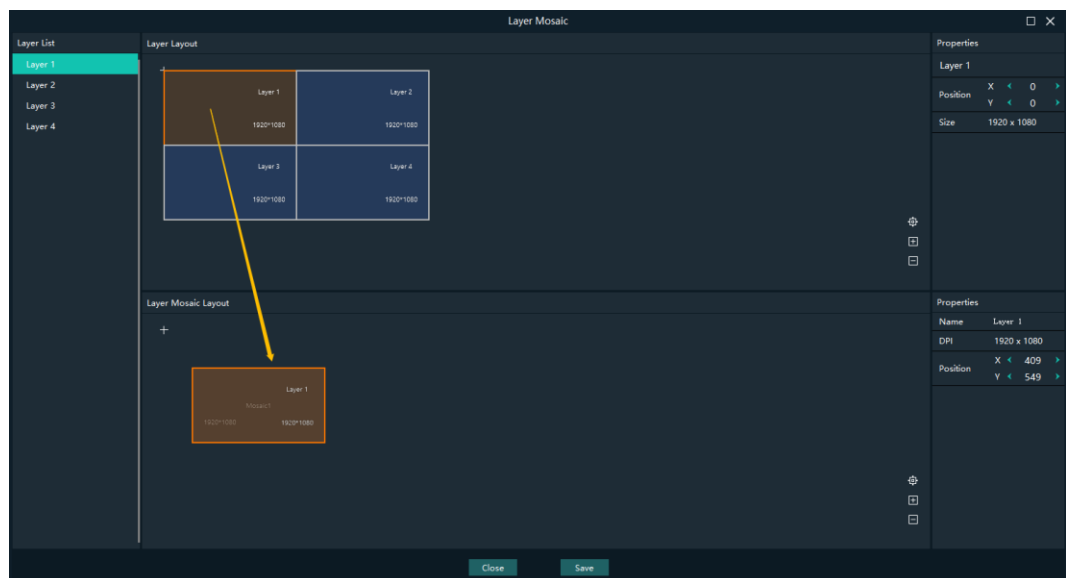 Layer Mosaic
Layer List
Layer 1
Layer 2
Layer 3
Layer 4
Layer Layout
Layer 1
1920*1080
Layer 2
1920*1080
Layer 3
1920*1080
Layer 4
1920*1080
Properties
Layer 1
Position X 0
Y 0
Size 1920 x 1080
Layer Mosaic Layout
Layer 1
Mosaic1
1920*1080 1920*1080
Properties
Name Layer 1
DPI 1920 x 1080
Position X 409
Y 549
Close Save